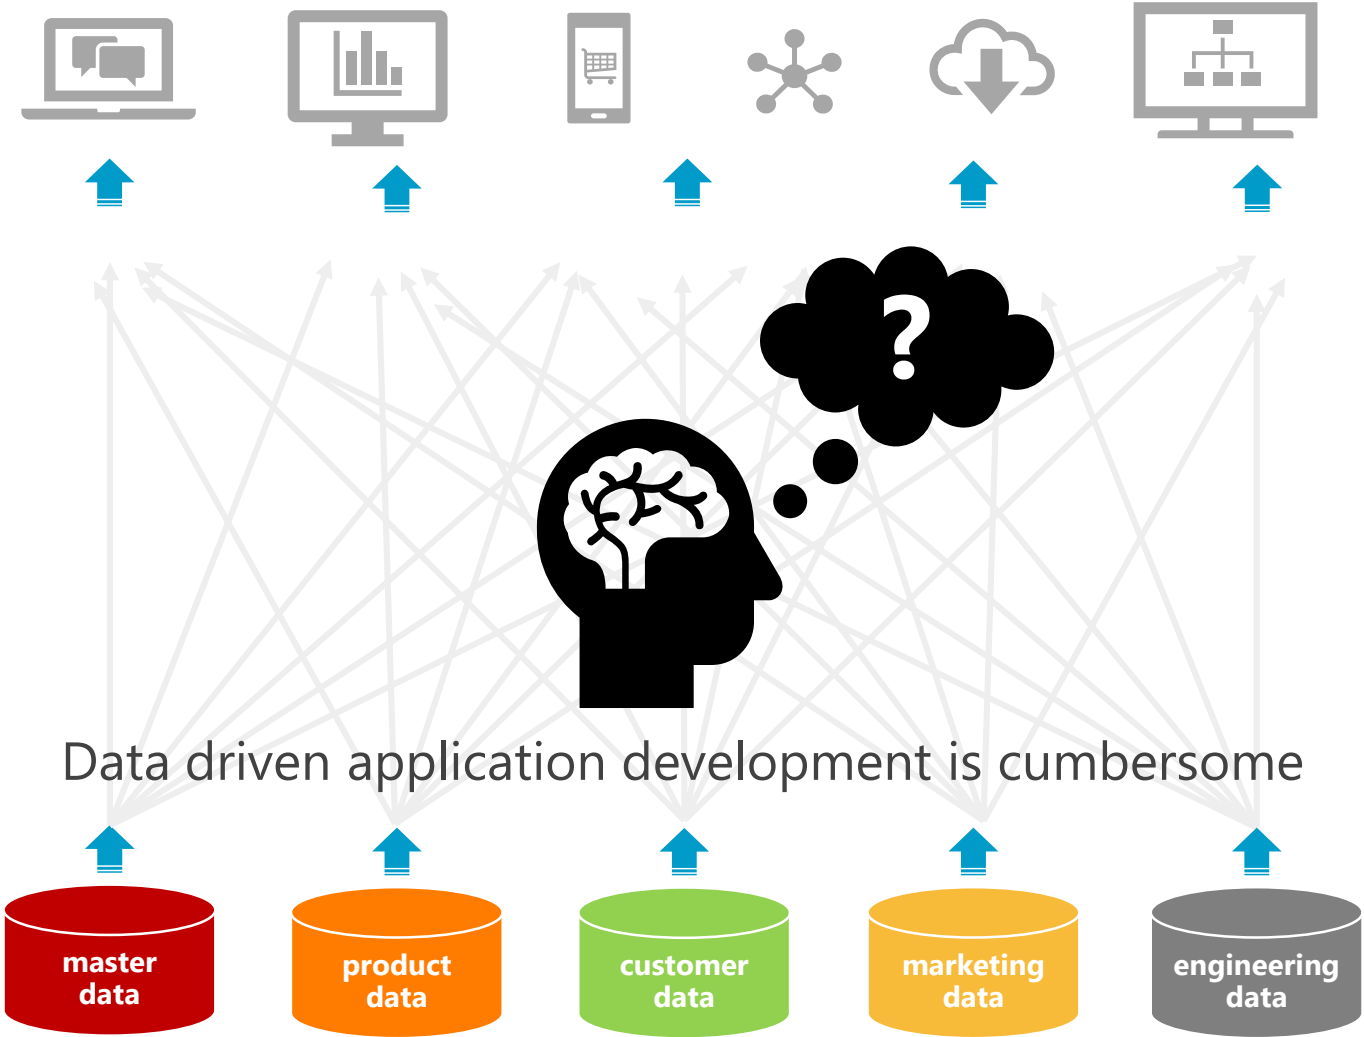 ?
Data driven application development is cumbersome
master
data
product
data
customer
data
marketing
data
engineering
data